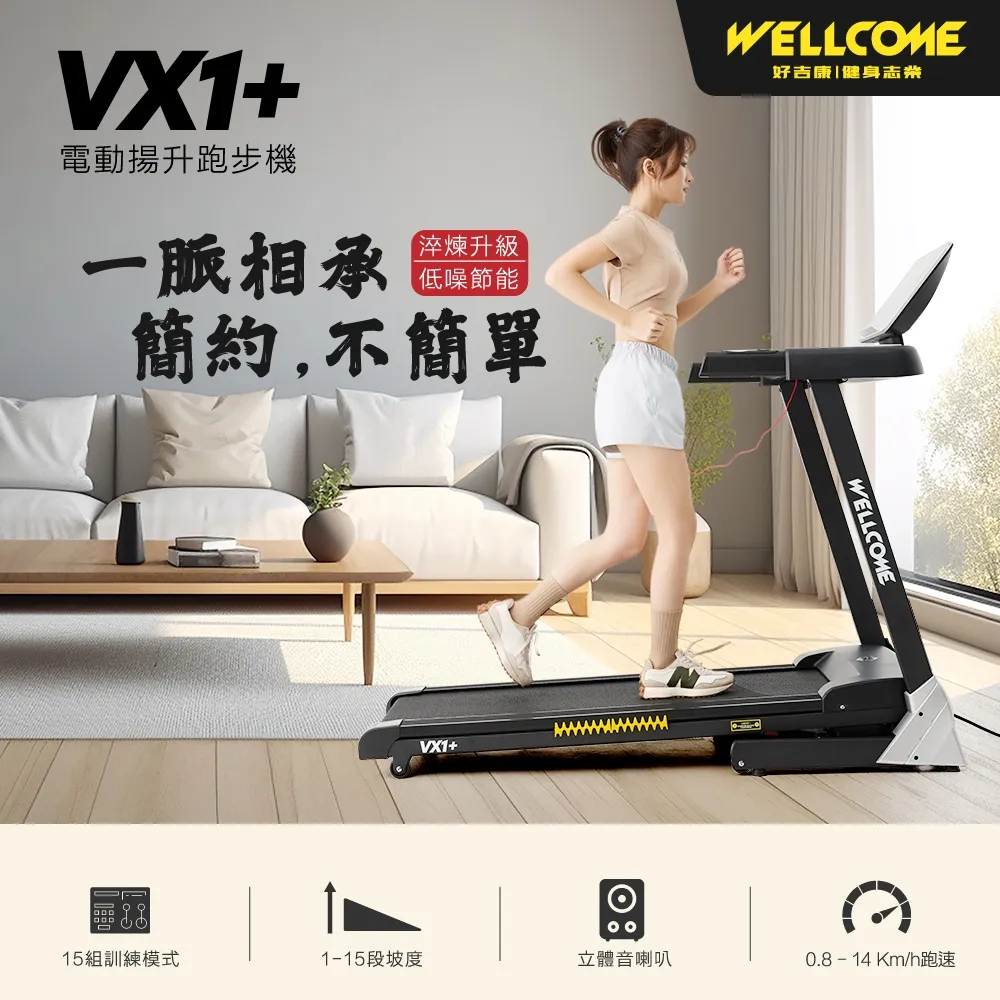 WELLCOME
好吉康|健身志業
VX1+
電動揚升跑步機
一脈相承
淬煉升級
低噪節能
簡約,不簡單
WELLCOME
VX1+
15組訓練模式
1-15段坡度
立體音喇叭
0.8 - 14 Km/h跑速